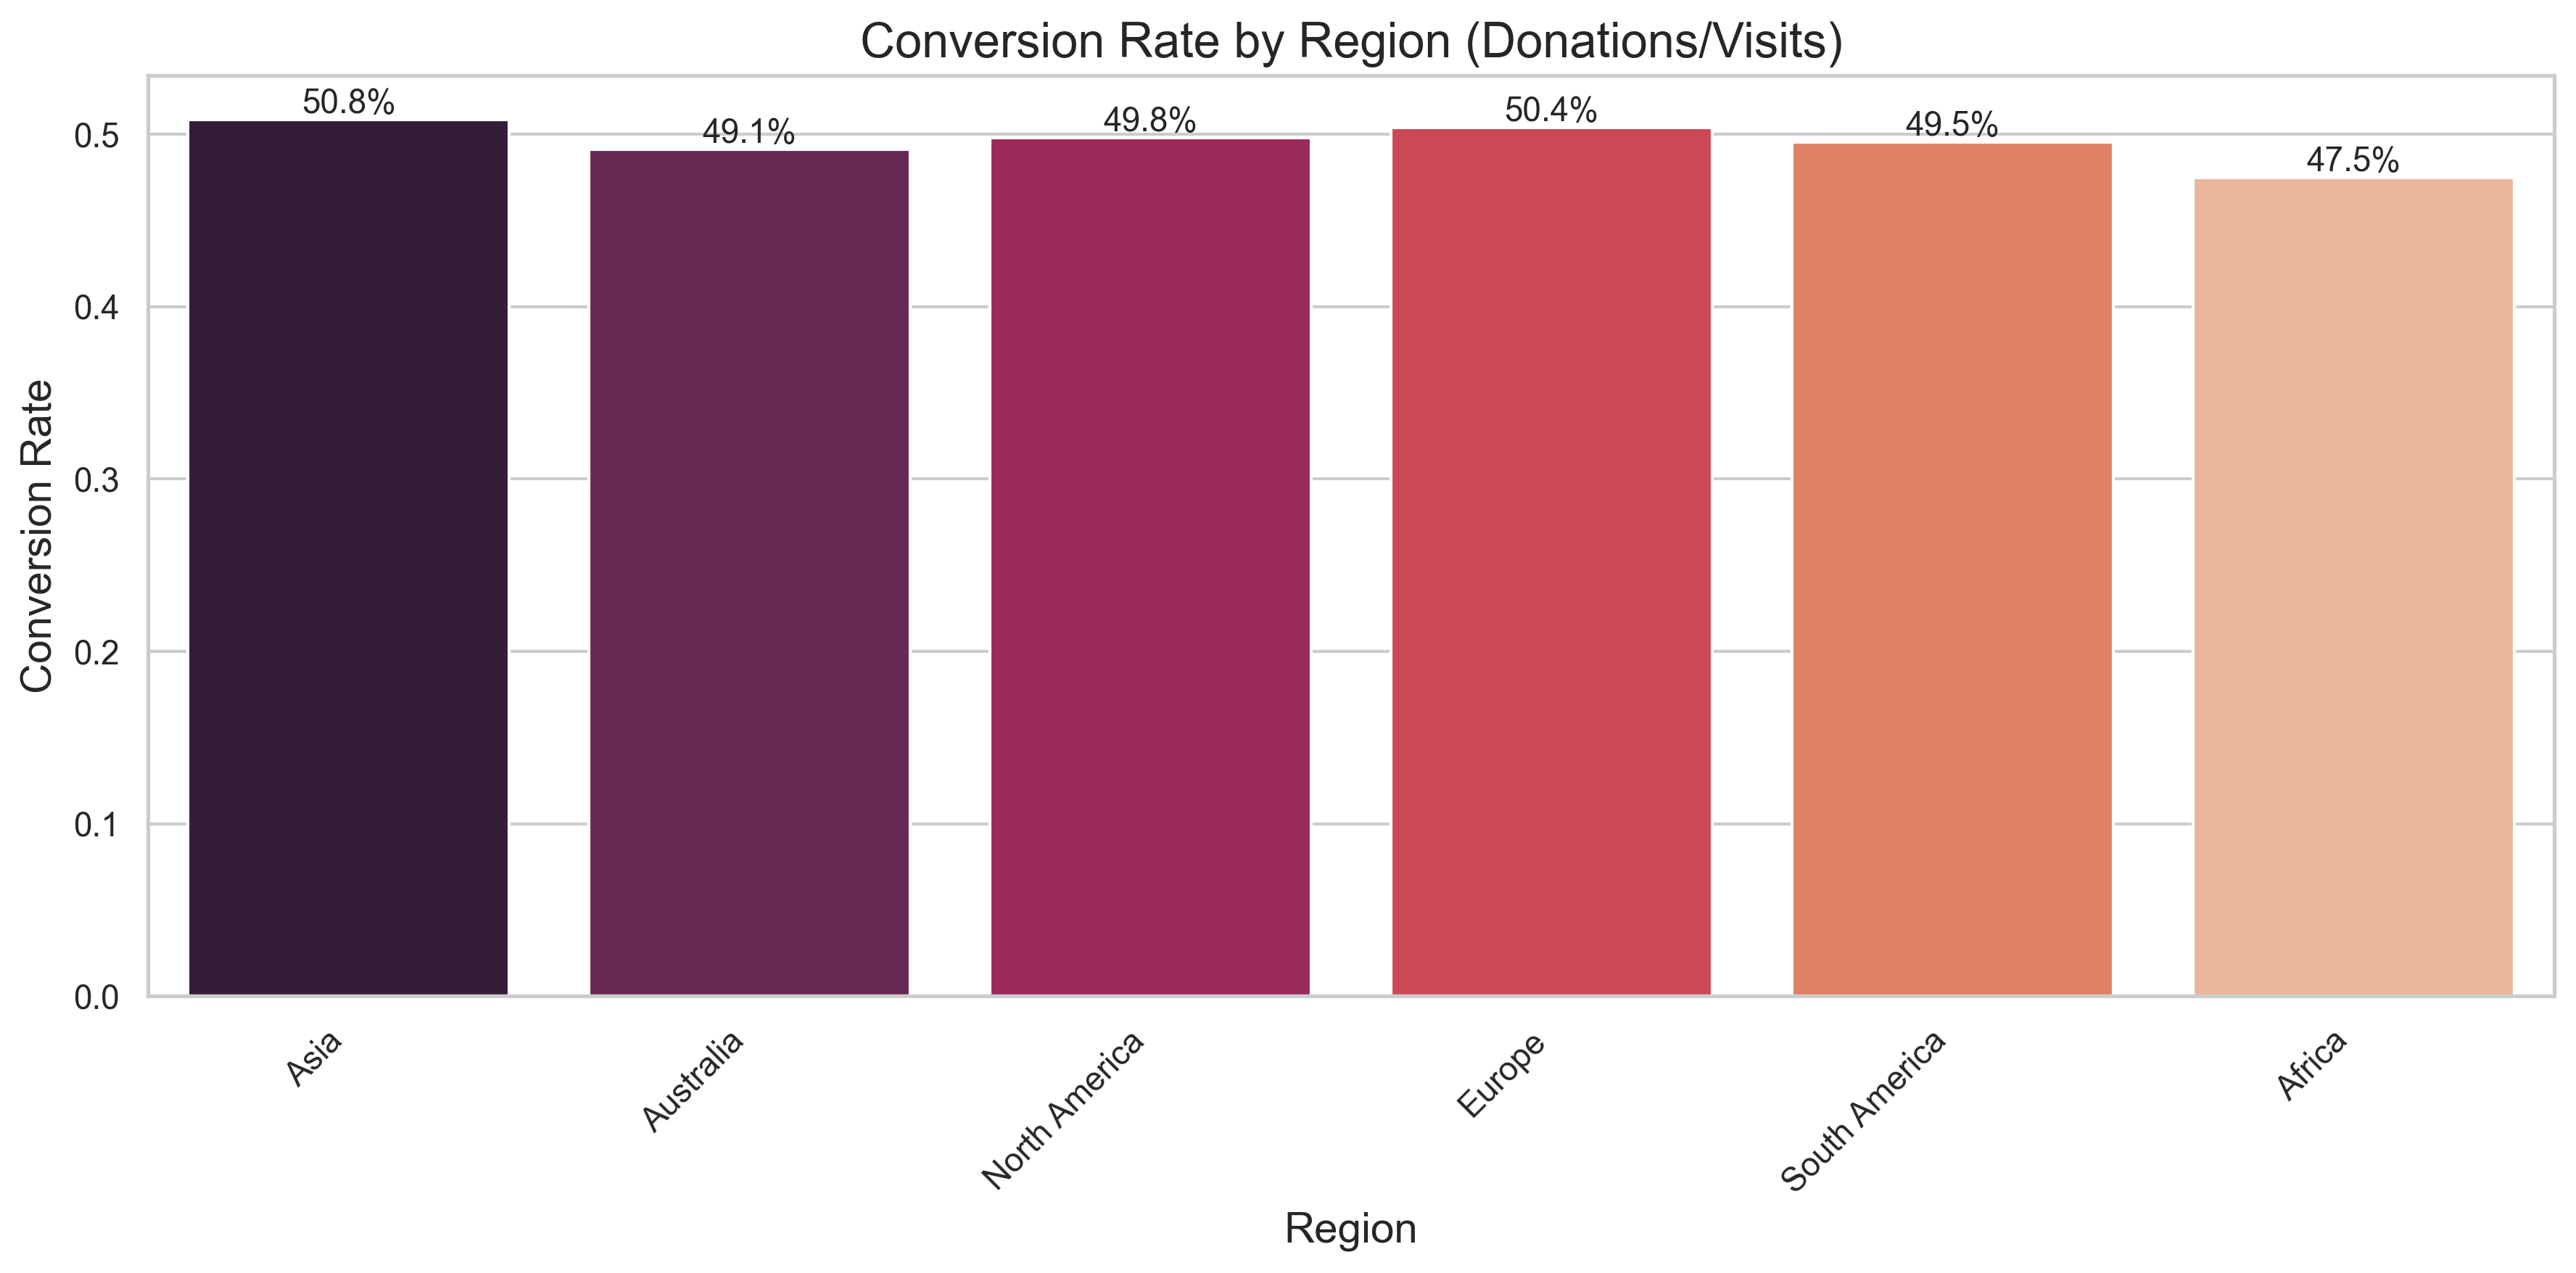 Conversion Rate by Region (Donations/Visits)
50.8%
49.1%
49.8%
50.4%
49.5%
47.5%
Conversion Rate
0.5
0.4
0.3
0.2
0.1
0.0
Asia
Australia
North America
Europe
South America
Africa
Region